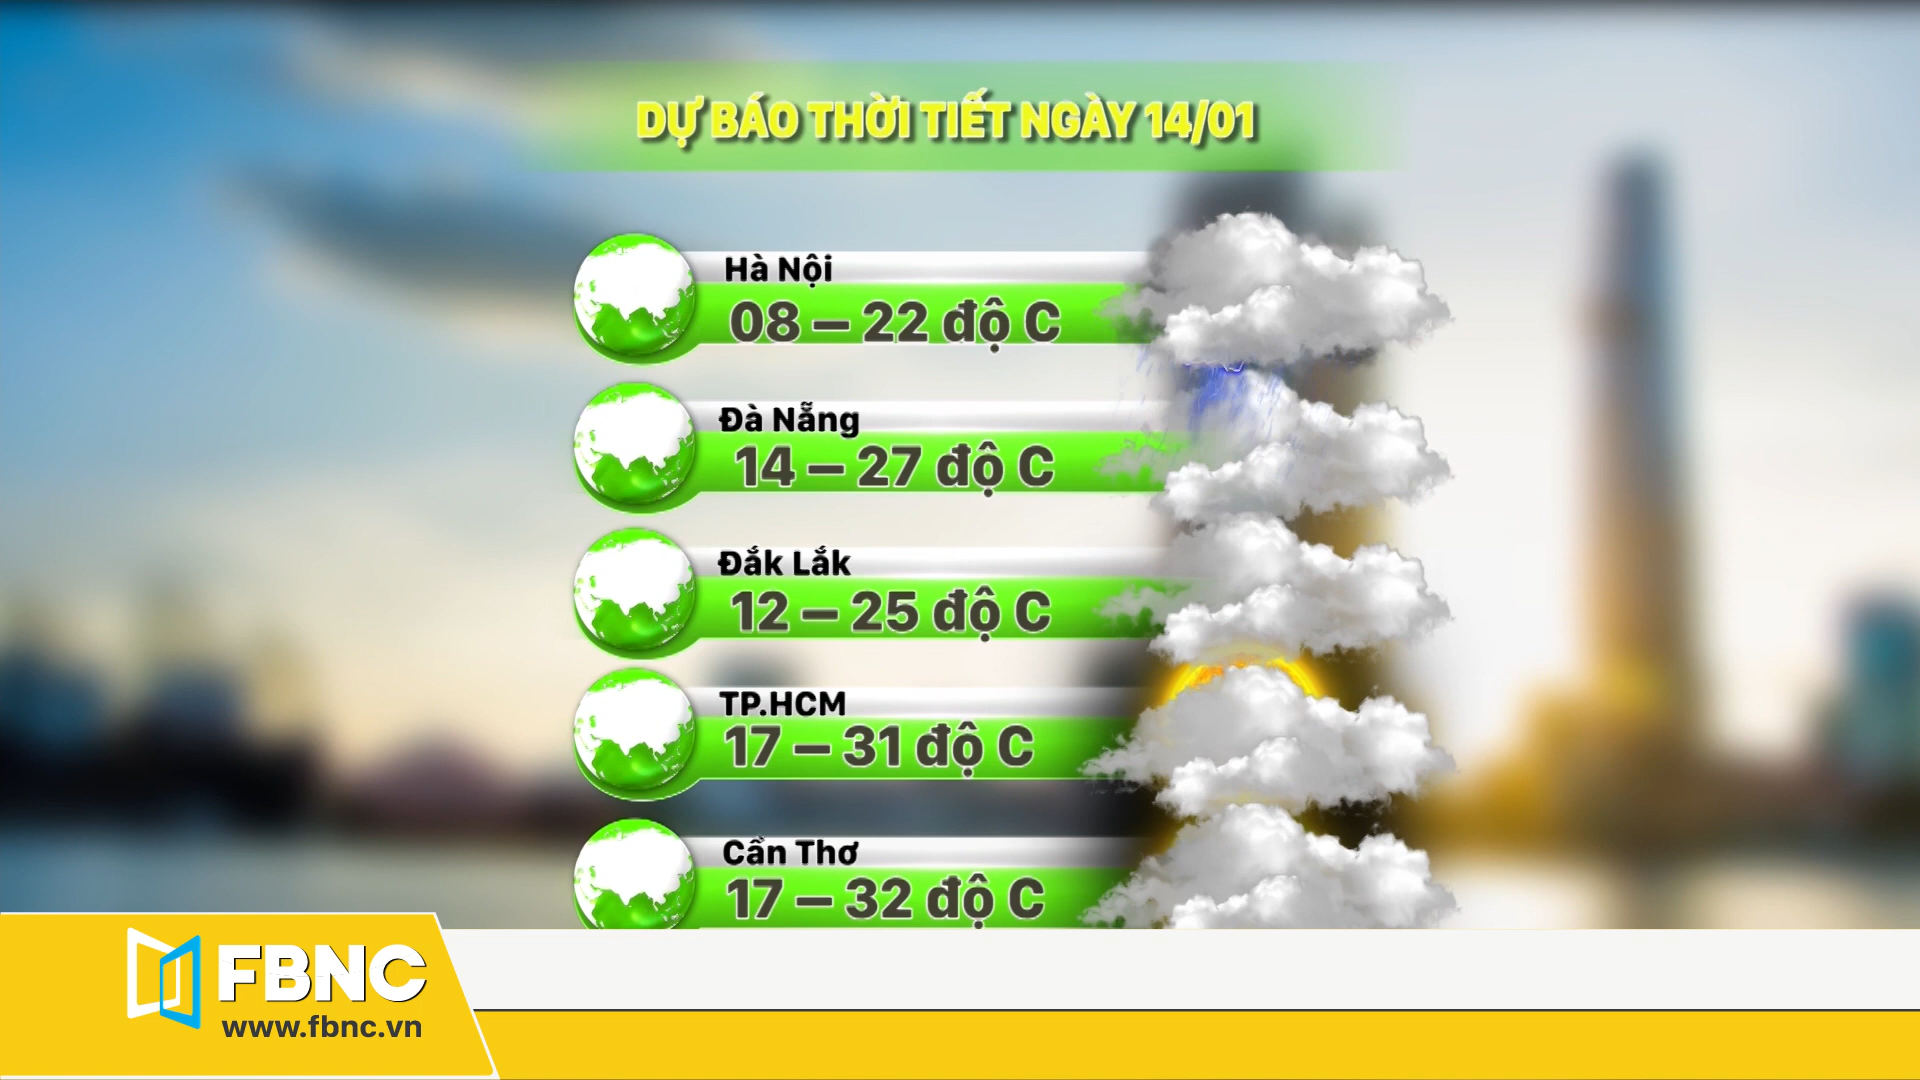 DỰ BÁO THỜI TIẾT NGÀY 14/01
Hà Nội
08 – 22 độ C
Đà Nẵng
14 – 27 độ C
Đắk Lắk
12 – 25 độ C
TP.HCM
17 – 31 độ C
Cần Thơ
17 – 32 độ C
FBNC
www.fbnc.vn